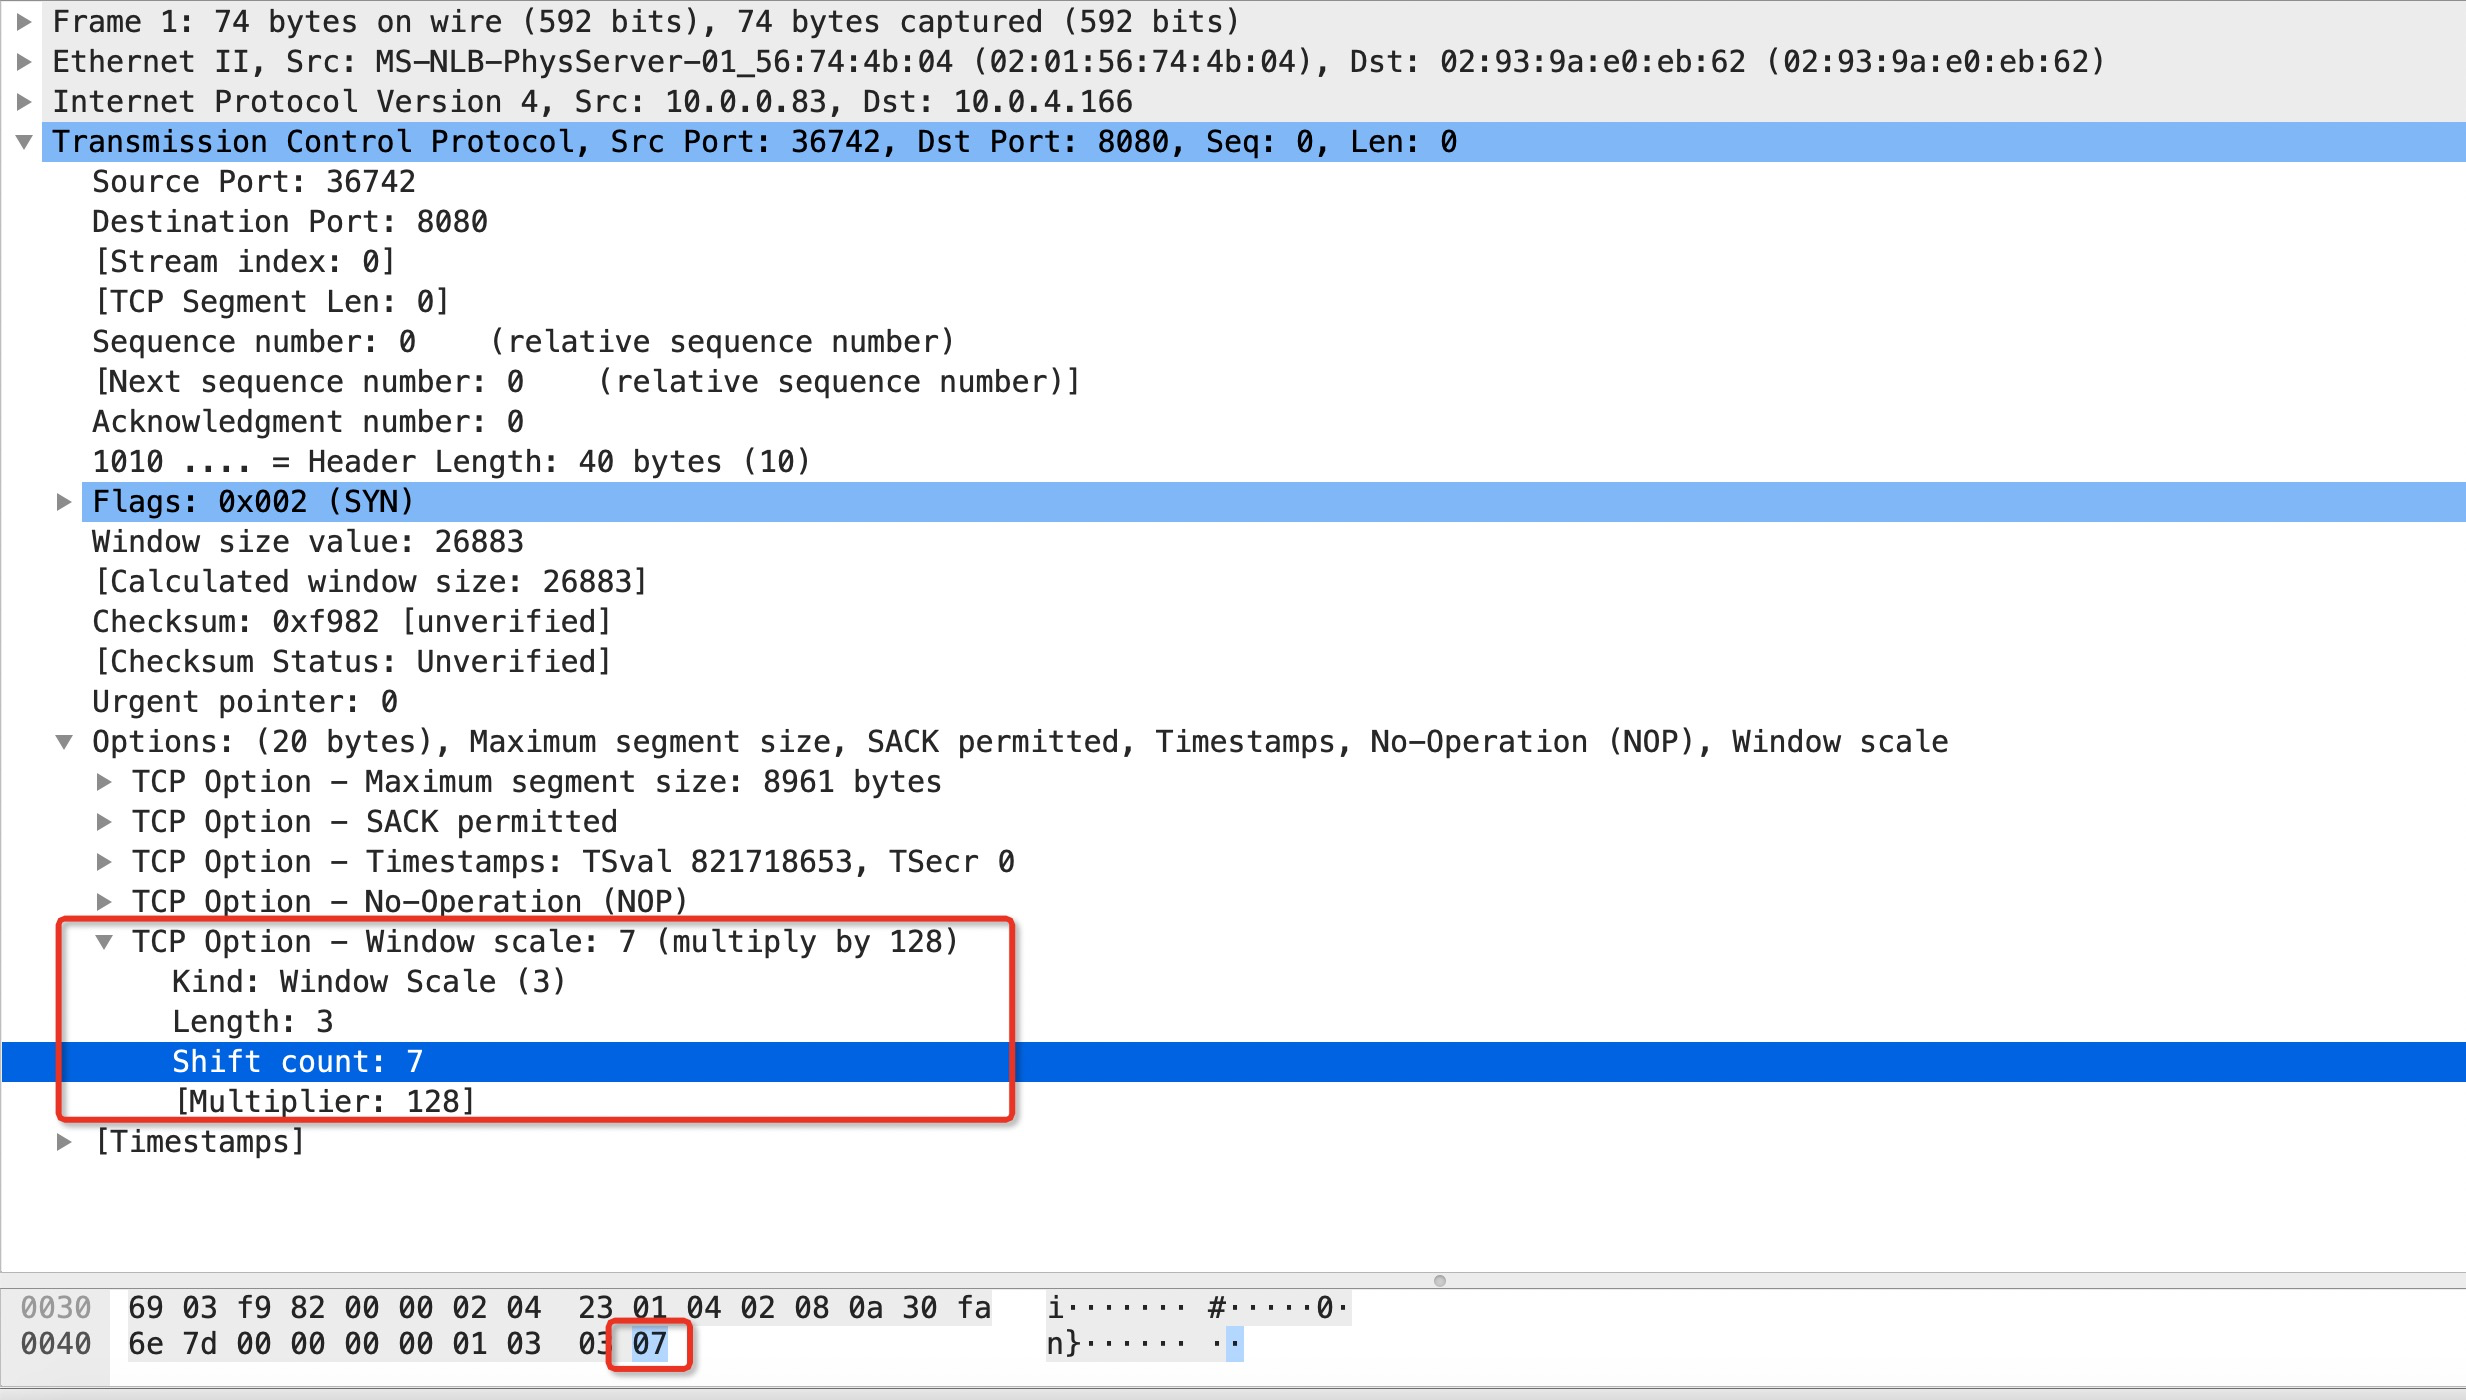 Frame 1: 74 bytes on wire (592 bits), 74 bytes captured (592 bits)
Ethernet II, Src: MS-NLB-PhysServer-01_56:74:4b:04 (02:01:56:74:4b:04), Dst: 02:93:9a:e0:eb:62 (02:93:9a:e0:eb:62)
Internet Protocol Version 4, Src: 10.0.0.83, Dst: 10.0.4.166
Transmission Control Protocol, Src Port: 36742, Dst Port: 8080, Seq: 0, Len: 0
Source Port: 36742
Destination Port: 8080
[Stream index: 0]
[TCP Segment Len: 0]
Sequence number: 0    (relative sequence number)
[Next sequence number: 0    (relative sequence number)]
Acknowledgment number: 0
1010 .... = Header Length: 40 bytes (10)
Flags: 0x002 (SYN)
Window size value: 26883
[Calculated window size: 26883]
Checksum: 0xf982 [unverified]
[Checksum Status: Unverified]
Urgent pointer: 0
Options: (20 bytes), Maximum segment size, SACK permitted, Timestamps, No-Operation (NOP), Window scale
TCP Option – Maximum segment size: 8961 bytes
TCP Option – SACK permitted
TCP Option – Timestamps: TSval 821718653, TSecr 0
TCP Option – No-Operation (NOP)
TCP Option – Window scale: 7 (multiply by 128)
Kind: Window Scale (3)
Length: 3
Shift count: 7
[Multiplier: 128]
[Timestamps]
0030 69 03 f9 82 00 00 02 04 23 01 04 02 08 0a 30 fa i······· #·····0·
0040 6e 7d 00 00 00 00 01 03 03 07 n}······ ··